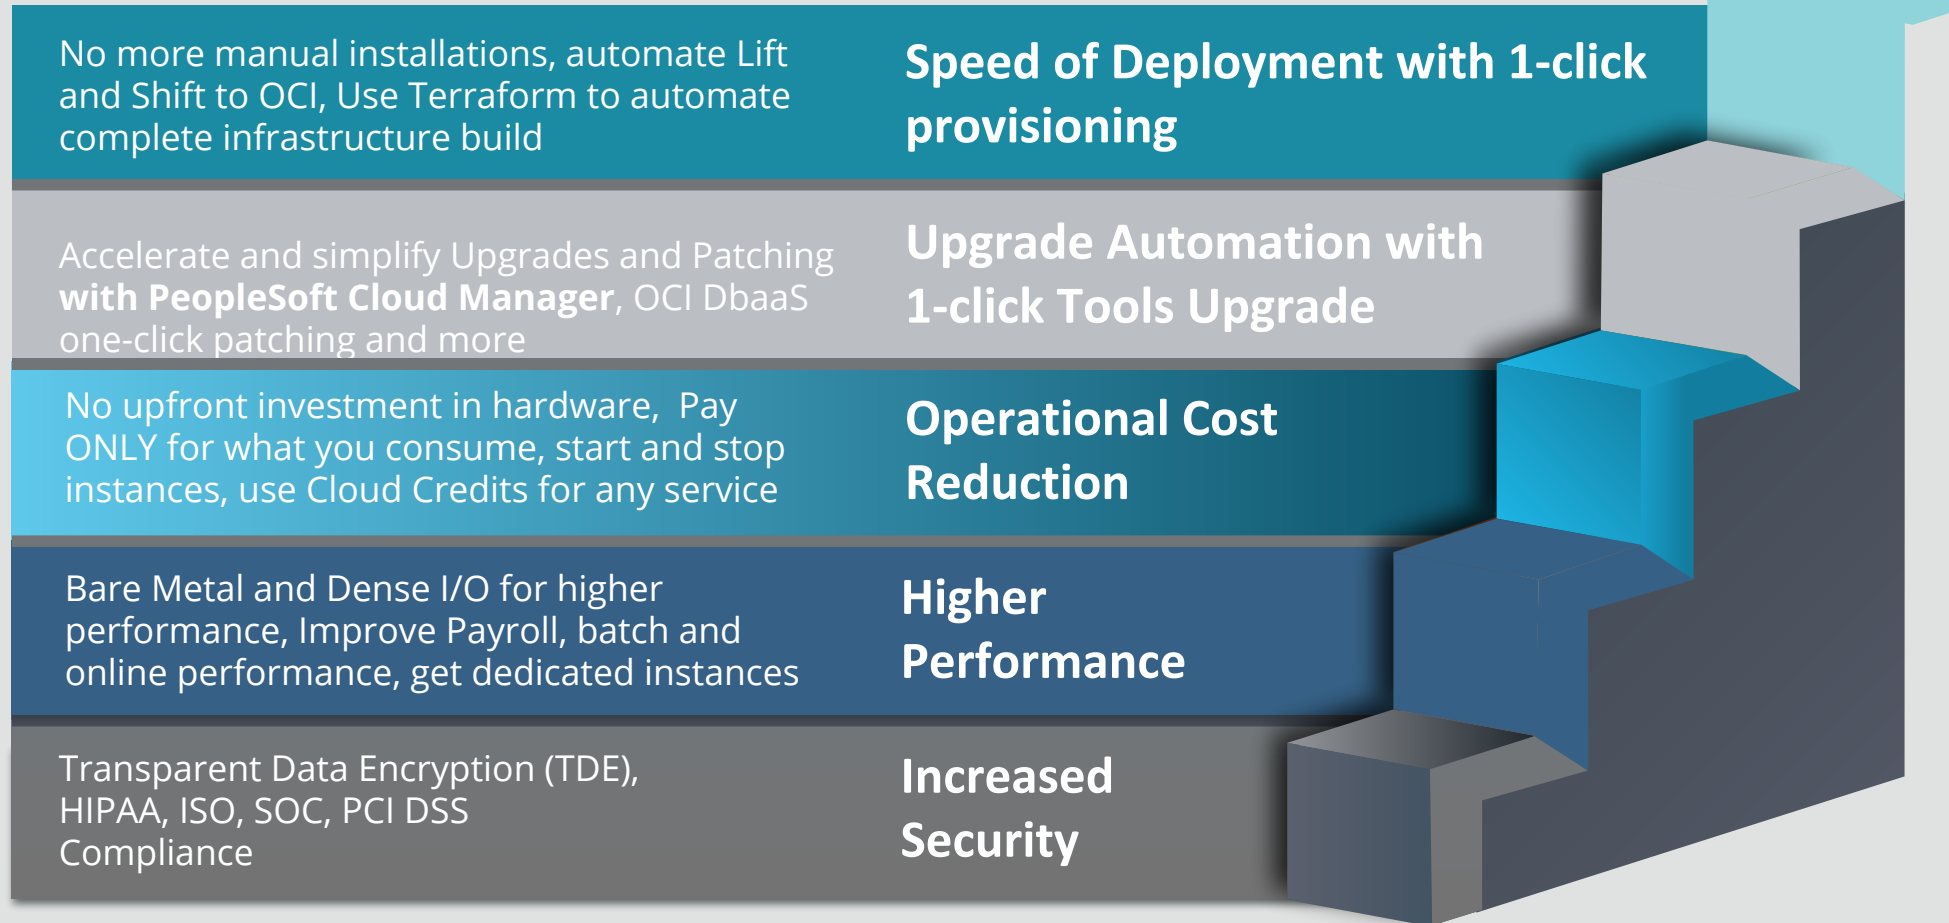 No more manual installations, automate Lift
and Shift to OCI, Use Terraform to automate
complete infrastructure build
Speed of Deployment with 1-click
provisioning
Accelerate and simplify Upgrades and Patching
with PeopleSoft Cloud Manager, OCI DbaaS
one-click patching and more
Upgrade Automation with
1-click Tools Upgrade
No upfront investment in hardware,  Pay
ONLY for what you consume, start and stop
instances, use Cloud Credits for any service
Operational Cost
Reduction
Bare Metal and Dense I/O for higher
performance, Improve Payroll, batch and
online performance, get dedicated instances
Higher
Performance
Transparent Data Encryption (TDE),
HIPAA, ISO, SOC, PCI DSS
Compliance
Increased
Security